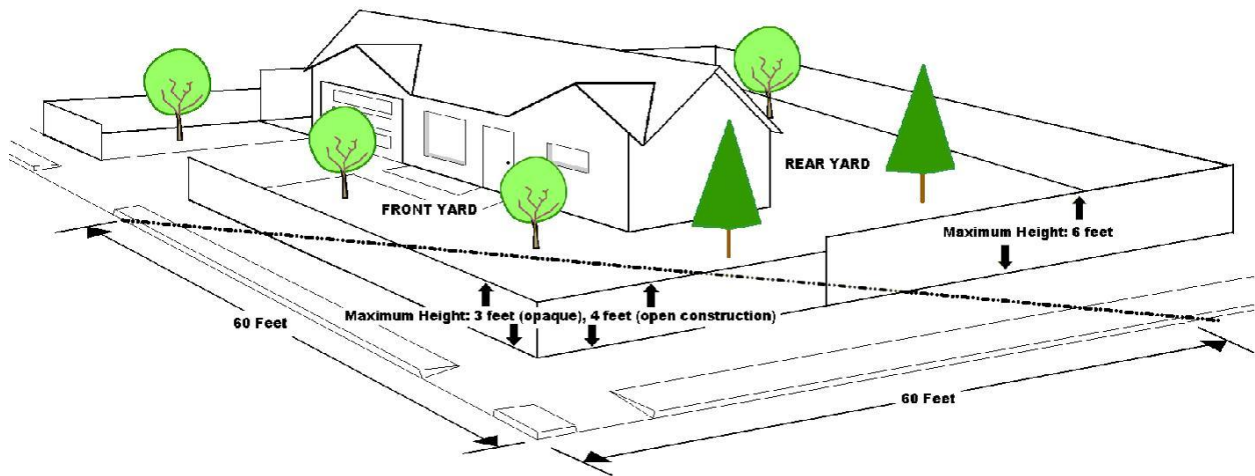 REAR YARD
FRONT YARD
Maximum Height: 6 feet
Maximum Height: 3 feet (opaque), 4 feet (open construction)
60 Feet
60 Feet